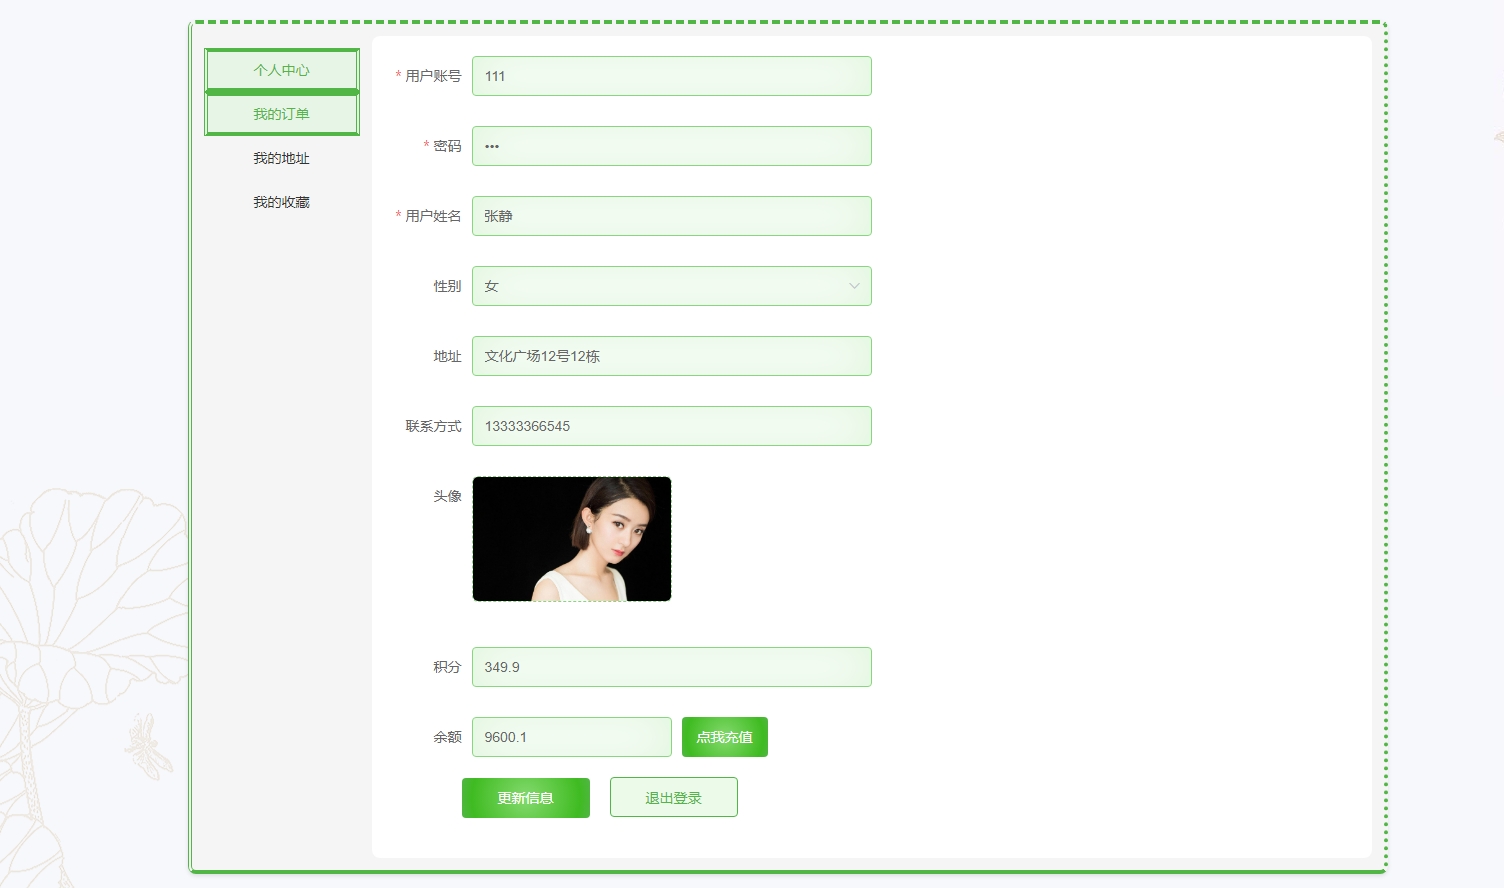 个人中心
我的订单
我的地址
我的收藏
* 用户账号 111
* 密码 •••
* 用户姓名 张静
性别 女
地址 文化广场12号12栋
联系方式 13333366545
头像
积分 349.9
余额 9600.1 点我充值
更新信息 退出登录